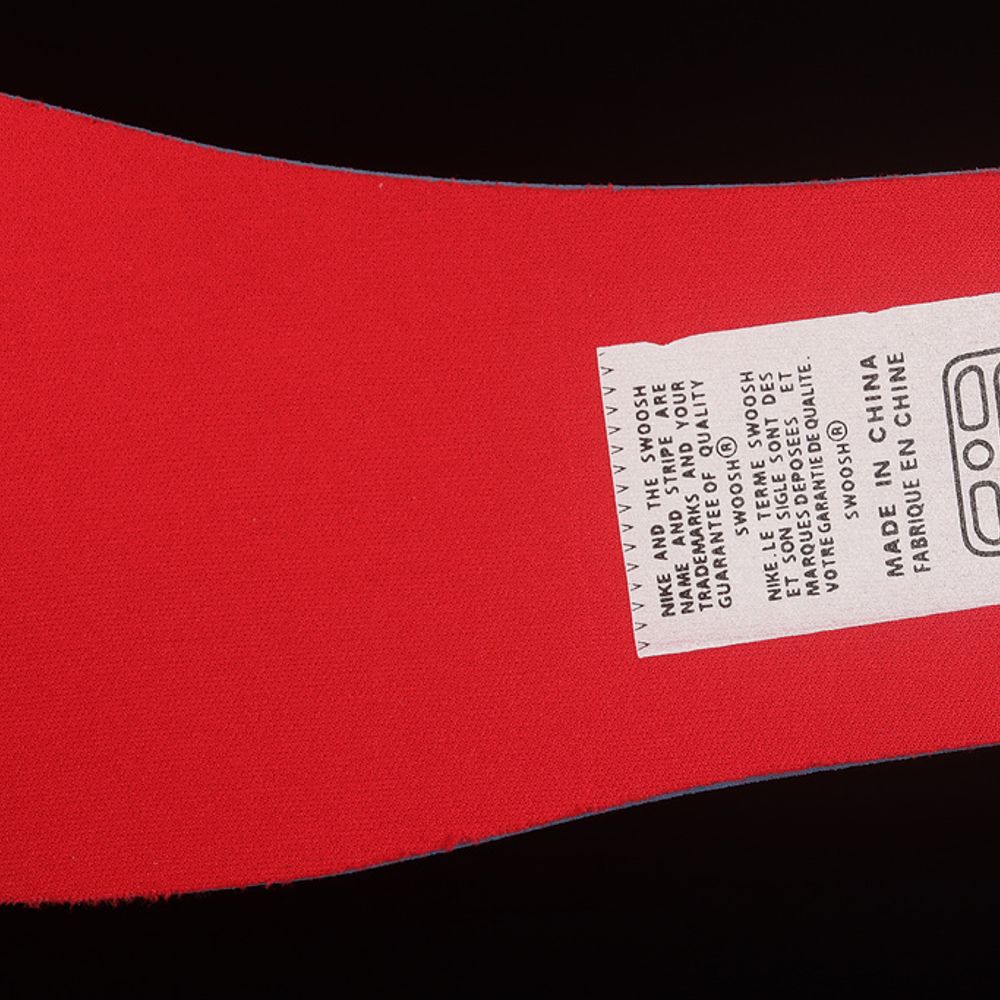 NIKE AND THE SWOOSH
NAME AND STRIPE ARE
TRADEMARKS AND YOUR
GUARANTEE OF QUALITY
SWOOSH®
NIKE.LE TERME SWOOSH
ET SON SIGLE SONT DES
MARQUES DEPOSEES ET
VOTRE GARANTIE DE QUALITE.
SWOOSH®
MADE IN CHINA
FABRIQUE EN CHINE